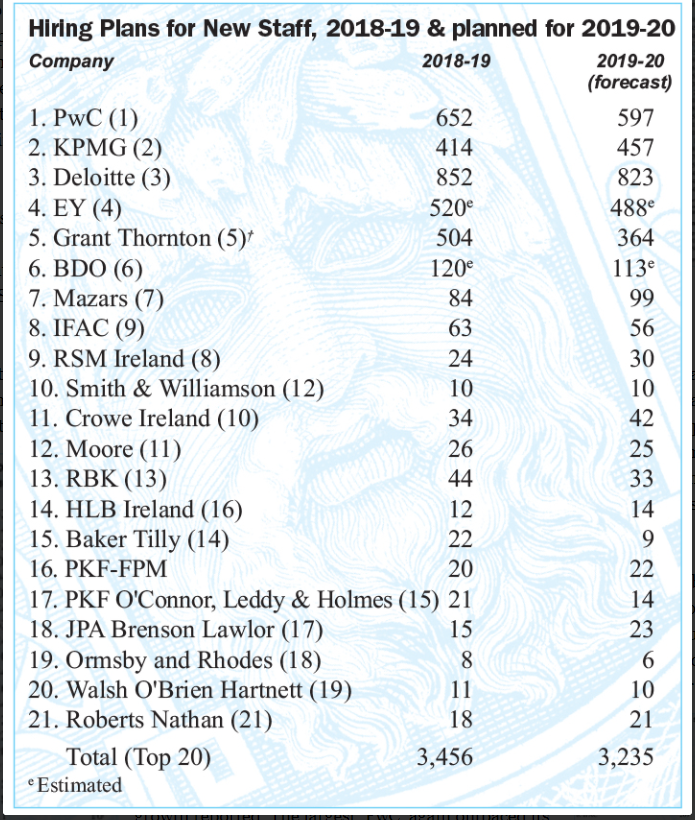 Hiring Plans for New Staff, 2018-19 & planned for 2019-20
Company 2018-19 2019-20
(forecast)
1. PwC (1) 652 597
2. KPMG (2) 414 457
3. Deloitte (3) 852 823
4. EY (4) 520ᵉ 488ᵉ
5. Grant Thornton (5)† 504 364
6. BDO (6) 120ᵉ 113ᵉ
7. Mazars (7) 84 99
8. IFAC (9) 63 56
9. RSM Ireland (8) 24 30
10. Smith & Williamson (12) 10 10
11. Crowe Ireland (10) 34 42
12. Moore (11) 26 25
13. RBK (13) 44 33
14. HLB Ireland (16) 12 14
15. Baker Tilly (14) 22 9
16. PKF-FPM 20 22
17. PKF O'Connor, Leddy & Holmes (15) 21 14
18. JPA Brenson Lawlor (17) 15 23
19. Ormsby and Rhodes (18) 8 6
20. Walsh O'Brien Hartnett (19) 11 10
21. Roberts Nathan (21) 18 21
Total (Top 20) 3,456 3,235
ᵉ Estimated